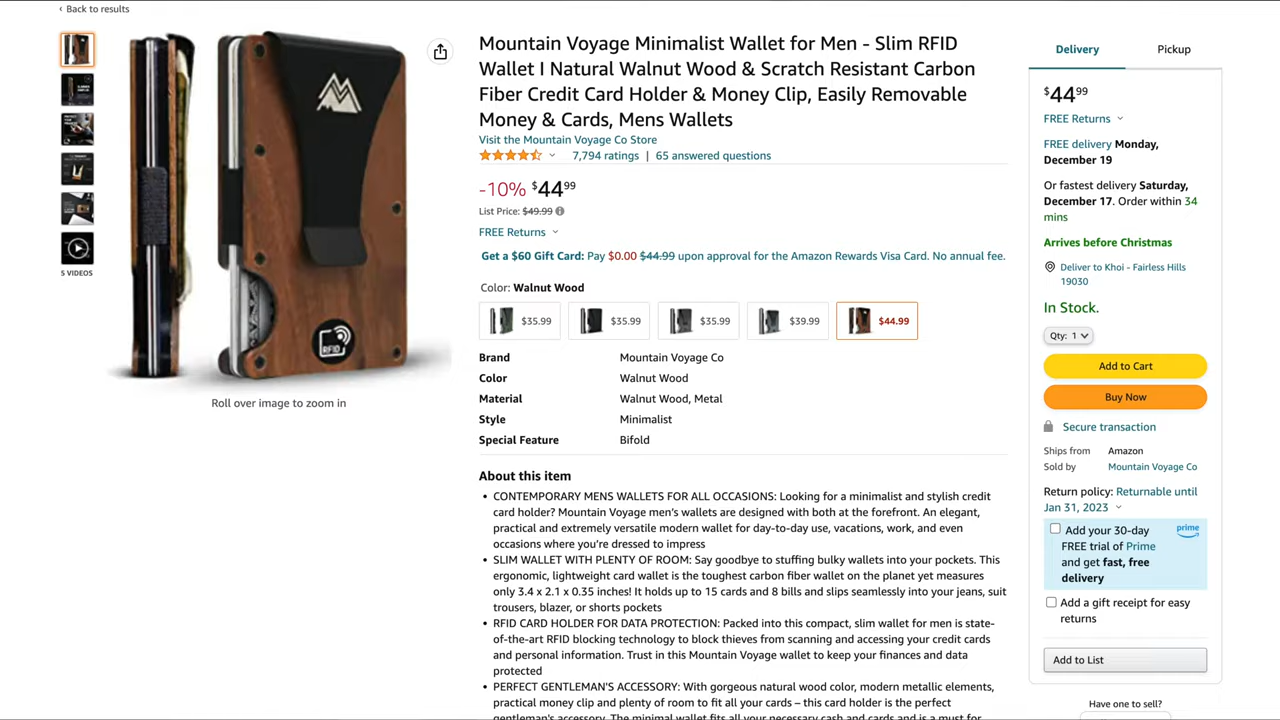 ‹ Back to results
5 VIDEOS
RFID
Roll over image to zoom in
Mountain Voyage Minimalist Wallet for Men - Slim RFID
Wallet I Natural Walnut Wood & Scratch Resistant Carbon
Fiber Credit Card Holder & Money Clip, Easily Removable
Money & Cards, Mens Wallets
Visit the Mountain Voyage Co Store
7,794 ratings | 65 answered questions
-10% $44 99
List Price: $49.99
FREE Returns
Get a $60 Gift Card: Pay $0.00 $44.99 upon approval for the Amazon Rewards Visa Card. No annual fee.
Color: Walnut Wood
$35.99 $35.99 $35.99 $39.99 $44.99
Brand Mountain Voyage Co
Color Walnut Wood
Material Walnut Wood, Metal
Style Minimalist
Special Feature Bifold
About this item
• CONTEMPORARY MENS WALLETS FOR ALL OCCASIONS: Looking for a minimalist and stylish credit
card holder? Mountain Voyage men's wallets are designed with both at the forefront. An elegant,
practical and extremely versatile modern wallet for day-to-day use, vacations, work, and even
occasions where you're dressed to impress
• SLIM WALLET WITH PLENTY OF ROOM: Say goodbye to stuffing bulky wallets into your pockets. This
ergonomic, lightweight card wallet is the toughest carbon fiber wallet on the planet yet measures
only 3.4 x 2.1 x 0.35 inches! It holds up to 15 cards and 8 bills and slips seamlessly into your jeans, suit
trousers, blazer, or shorts pockets
• RFID CARD HOLDER FOR DATA PROTECTION: Packed into this compact, slim wallet for men is state-
of-the-art RFID blocking technology to block thieves from scanning and accessing your credit cards
and personal information. Trust in this Mountain Voyage wallet to keep your finances and data
protected
• PERFECT GENTLEMAN'S ACCESSORY: With gorgeous natural wood color, modern metallic elements,
practical money clip and plenty of room to fit all your cards – this card holder is the perfect
gentleman's accessory. The minimal wallet fits all your necessary cash and cards and is a must for
Delivery Pickup
$44 99
FREE Returns
FREE delivery Monday,
December 19
Or fastest delivery Saturday,
December 17. Order within 34
mins
Arrives before Christmas
Deliver to Khoi - Fairless Hills
19030
In Stock.
Qty: 1
Add to Cart
Buy Now
Secure transaction
Ships from Amazon
Sold by Mountain Voyage Co
Return policy: Returnable until
Jan 31, 2023
Add your 30-day
FREE trial of Prime
and get fast, free
delivery
prime
Add a gift receipt for easy
returns
Add to List
Have one to sell?